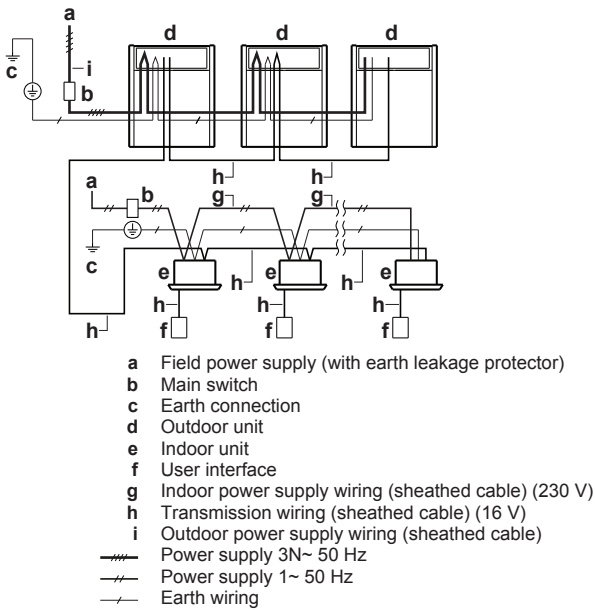 a
d d d
c i
b
h h
a b g g
c
e h e h e
h h h
h f f f
a Field power supply (with earth leakage protector)
b Main switch
c Earth connection
d Outdoor unit
e Indoor unit
f User interface
g Indoor power supply wiring (sheathed cable) (230 V)
h Transmission wiring (sheathed cable) (16 V)
i Outdoor power supply wiring (sheathed cable)
Power supply 3N~ 50 Hz
Power supply 1~ 50 Hz
Earth wiring